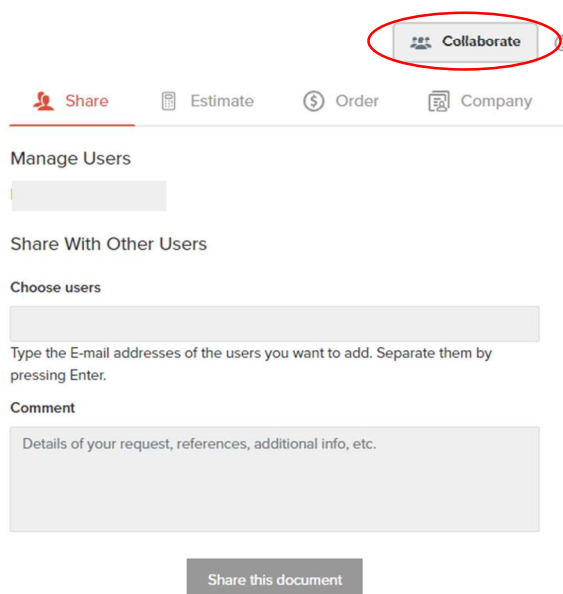 Collaborate
Share Estimate Order Company
Manage Users
Share With Other Users
Choose users
Type the E-mail addresses of the users you want to add. Separate them by
pressing Enter.
Comment
Details of your request, references, additional info, etc.
Share this document